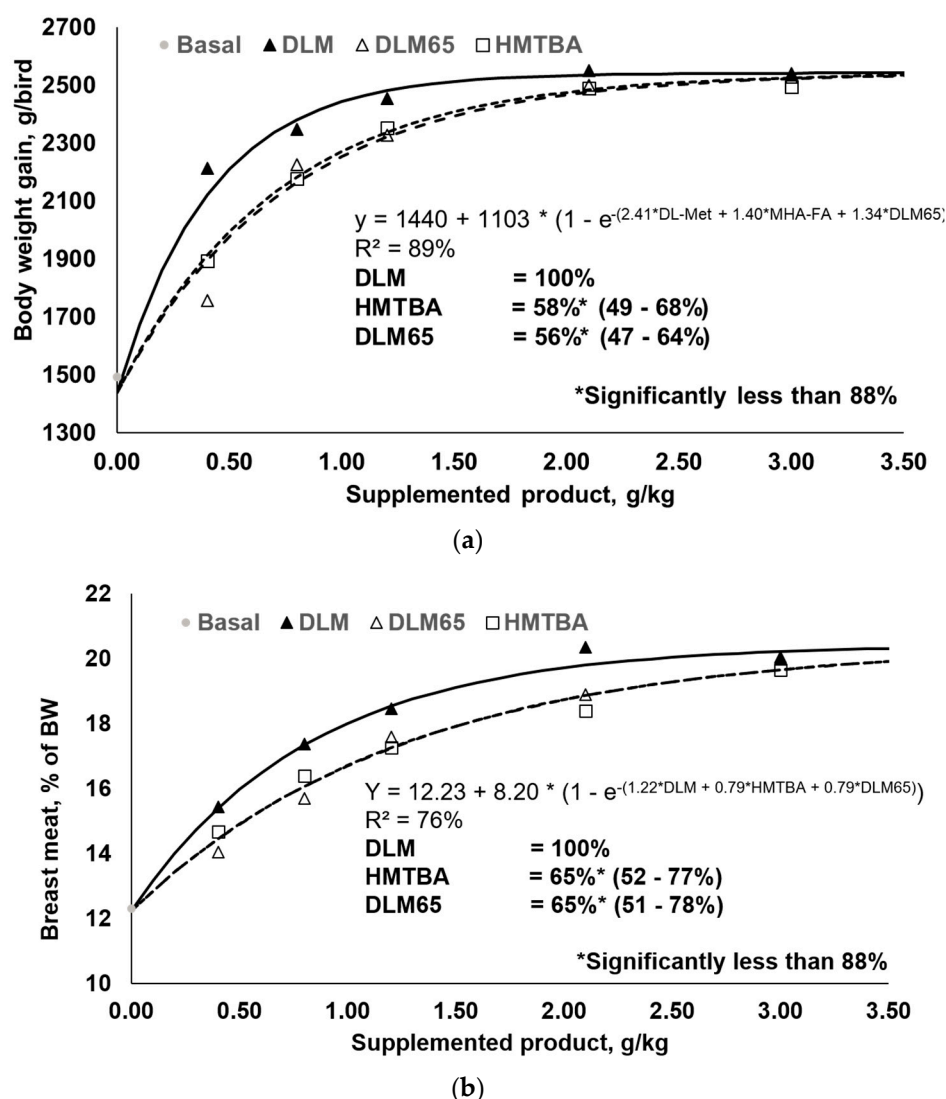 2700
Basal DLM DLM65 HMTBA
2500
2300
2100
1900
1700
1500
1300
Body weight gain, g/bird
y = 1440 + 1103 * (1 - e-(2.41*DL-Met + 1.40*MHA-FA + 1.34*DLM65)
R² = 89%
DLM = 100%
HMTBA = 58%* (49 - 68%)
DLM65 = 56%* (47 - 64%)
*Significantly less than 88%
0.00 0.50 1.00 1.50 2.00 2.50 3.00 3.50
Supplemented product, g/kg
(a)
22
Basal DLM DLM65 HMTBA
20
18
16
14
12
10
Breast meat, % of BW
Y = 12.23 + 8.20 * (1 - e-(1.22*DLM + 0.79*HMTBA + 0.79*DLM65))
R² = 76%
DLM = 100%
HMTBA = 65%* (52 - 77%)
DLM65 = 65%* (51 - 78%)
*Significantly less than 88%
0.00 0.50 1.00 1.50 2.00 2.50 3.00 3.50
Supplemented product, g/kg
(b)